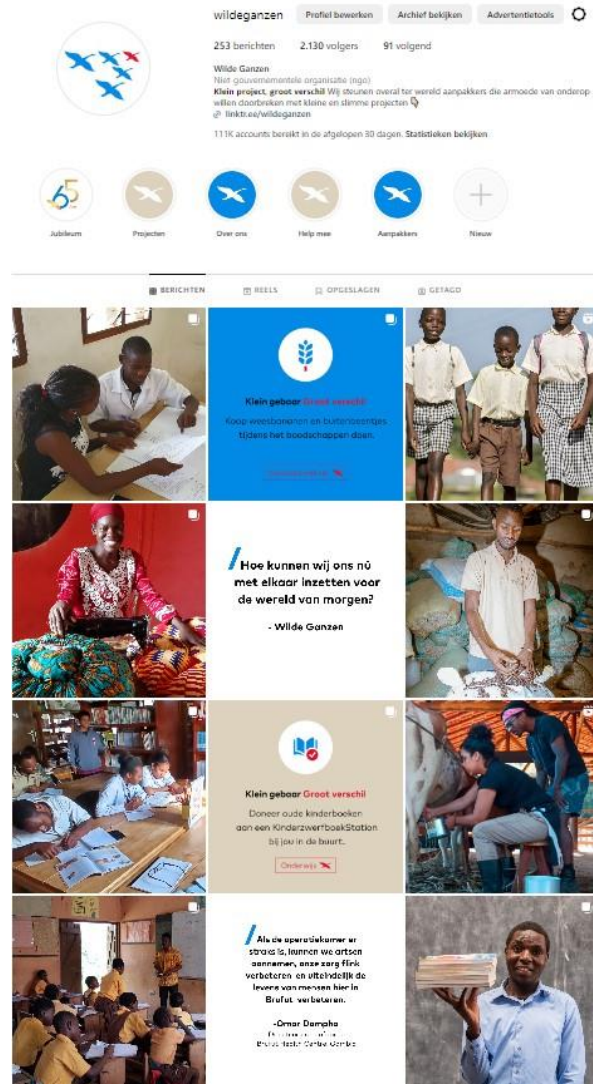 wildeganzen Profiel bewerken Archief bekijken Advertentietools
253 berichten 2.130 volgers 91 volgend
Wilde Ganzen
Niet-gouvernementele organisatie (ngo)
Klein project, groot verschil Wij steunen overal ter wereld aanpakkers die armoede van onderop
willen doorbreken met kleine en slimme projecten
linktr.ee/wildeganzen
111K accounts bereikt in de afgelopen 30 dagen. Statistieken bekijken
65
Jubileum Projecten Over ons Help mee Aanpakkers Nieuw
BERICHTEN REELS OPGESLAGEN GETAGD
Klein gebaar Groot verschil
Koop weesbananen en buitenbeentjes
tijdens het boodschappen doen.
Hoe kunnen wij ons nú
met elkaar inzetten voor
de wereld van morgen?
- Wilde Ganzen
Klein gebaar Groot verschil
Doneer oude kinderboeken
aan een KinderzwerfboekStation
bij jou in de buurt.
Onderwijs
Als de operatiekamer er
straks is, kunnen we artsen
aannemen, onze zorg flink
verbeteren en uiteindelijk de
levens van mensen hier in
Brufut verbeteren.
-Omar Dampha
Brufut Health Centre Gambia